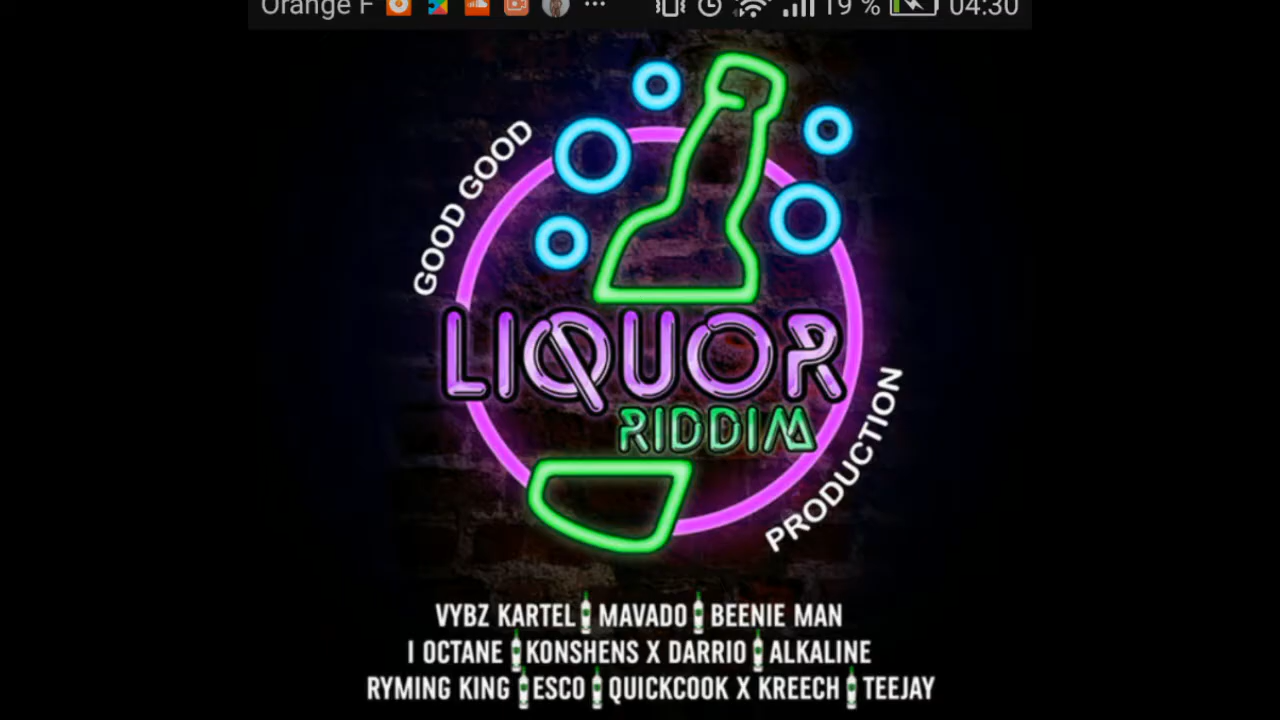 Orange F ... 19 % 04:30
GOOD GOOD
LIQUOR
RIDDIM
PRODUCTION
VYBZ KARTEL MAVADO BEENIE MAN
I OCTANE KONSHENS X DARRIO ALKALINE
RYMING KING ESCO QUICKCOOK X KREECH TEEJAY